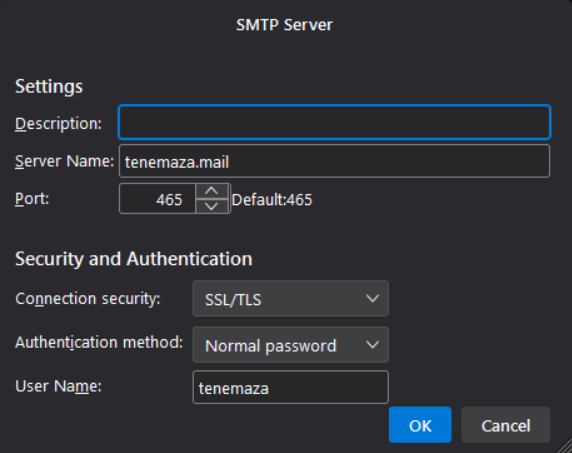 SMTP Server
Settings
Description:
Server Name: tenemaza.mail
Port: 465 Default:465
Security and Authentication
Connection security: SSL/TLS
Authentication method: Normal password
User Name: tenemaza
OK Cancel